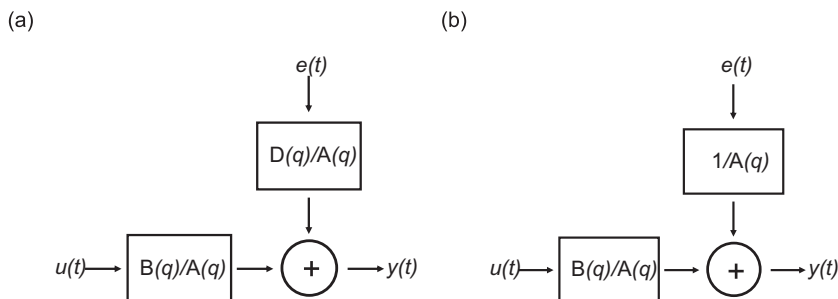 (a)
e(t)
D(q)/A(q)
u(t)
B(q)/A(q)
+
y(t)
(b)
e(t)
1/A(q)
u(t)
B(q)/A(q)
+
y(t)